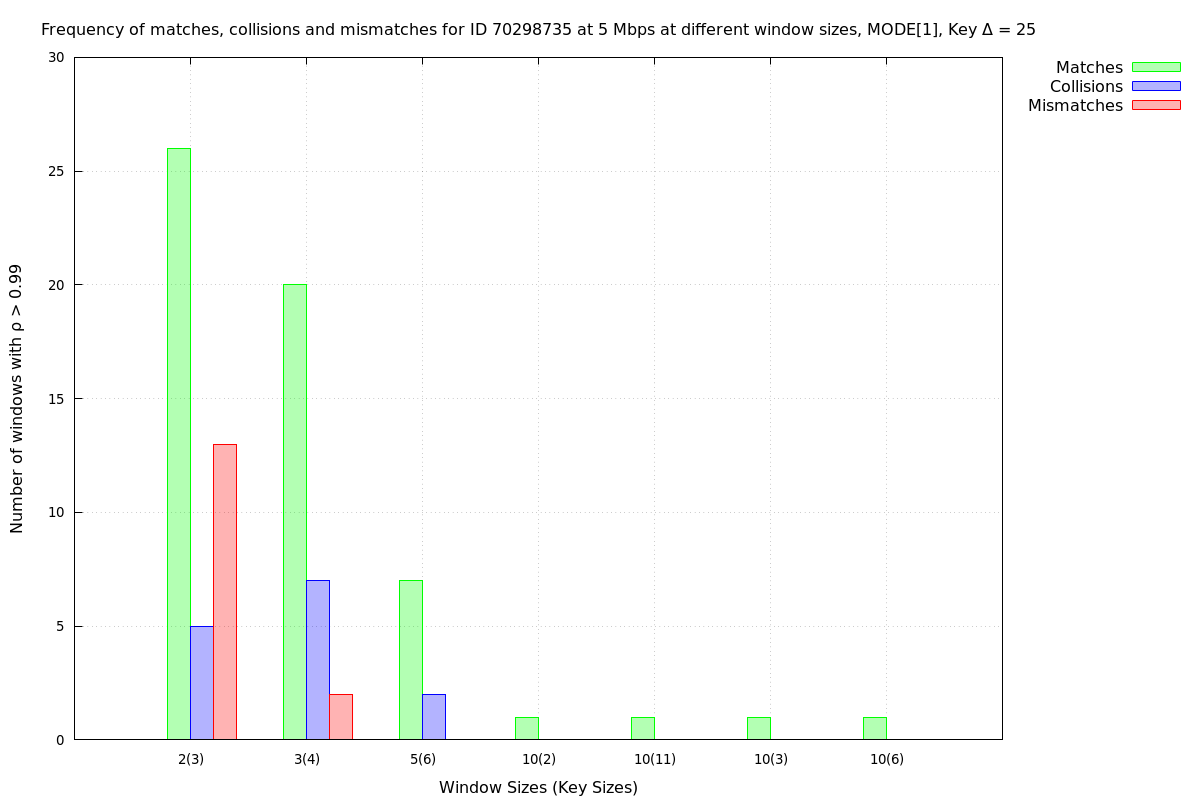 Frequency of matches, collisions and mismatches for ID 70298735 at 5 Mbps at different window sizes, MODE[1], Key Δ = 25
Matches
Collisions
Mismatches
Number of windows with ρ > 0.99
30
25
20
15
10
5
0
2(3) 3(4) 5(6) 10(2) 10(11) 10(3) 10(6)
Window Sizes (Key Sizes)